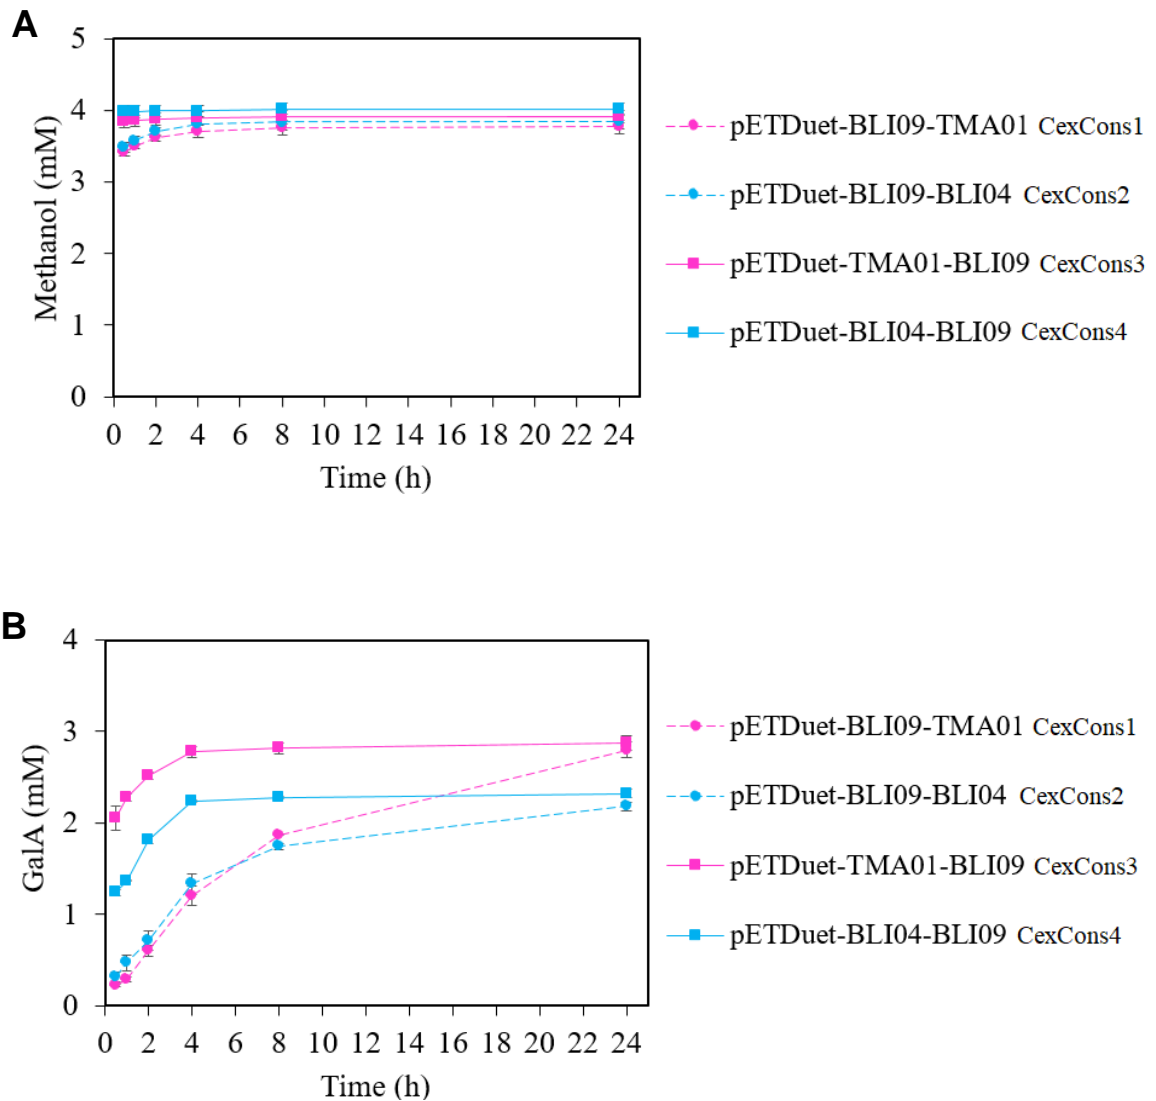 A
5
4
3
2
1
0
Methanol (mM)
0 2 4 6 8 10 12 14 16 18 20 22 24
Time (h)
pETDuet-BLI09-TMA01 CexCons1
pETDuet-BLI09-BLI04 CexCons2
pETDuet-TMA01-BLI09 CexCons3
pETDuet-BLI04-BLI09 CexCons4
B
4
3
2
1
0
GalA (mM)
0 2 4 6 8 10 12 14 16 18 20 22 24
Time (h)
pETDuet-BLI09-TMA01 CexCons1
pETDuet-BLI09-BLI04 CexCons2
pETDuet-TMA01-BLI09 CexCons3
pETDuet-BLI04-BLI09 CexCons4